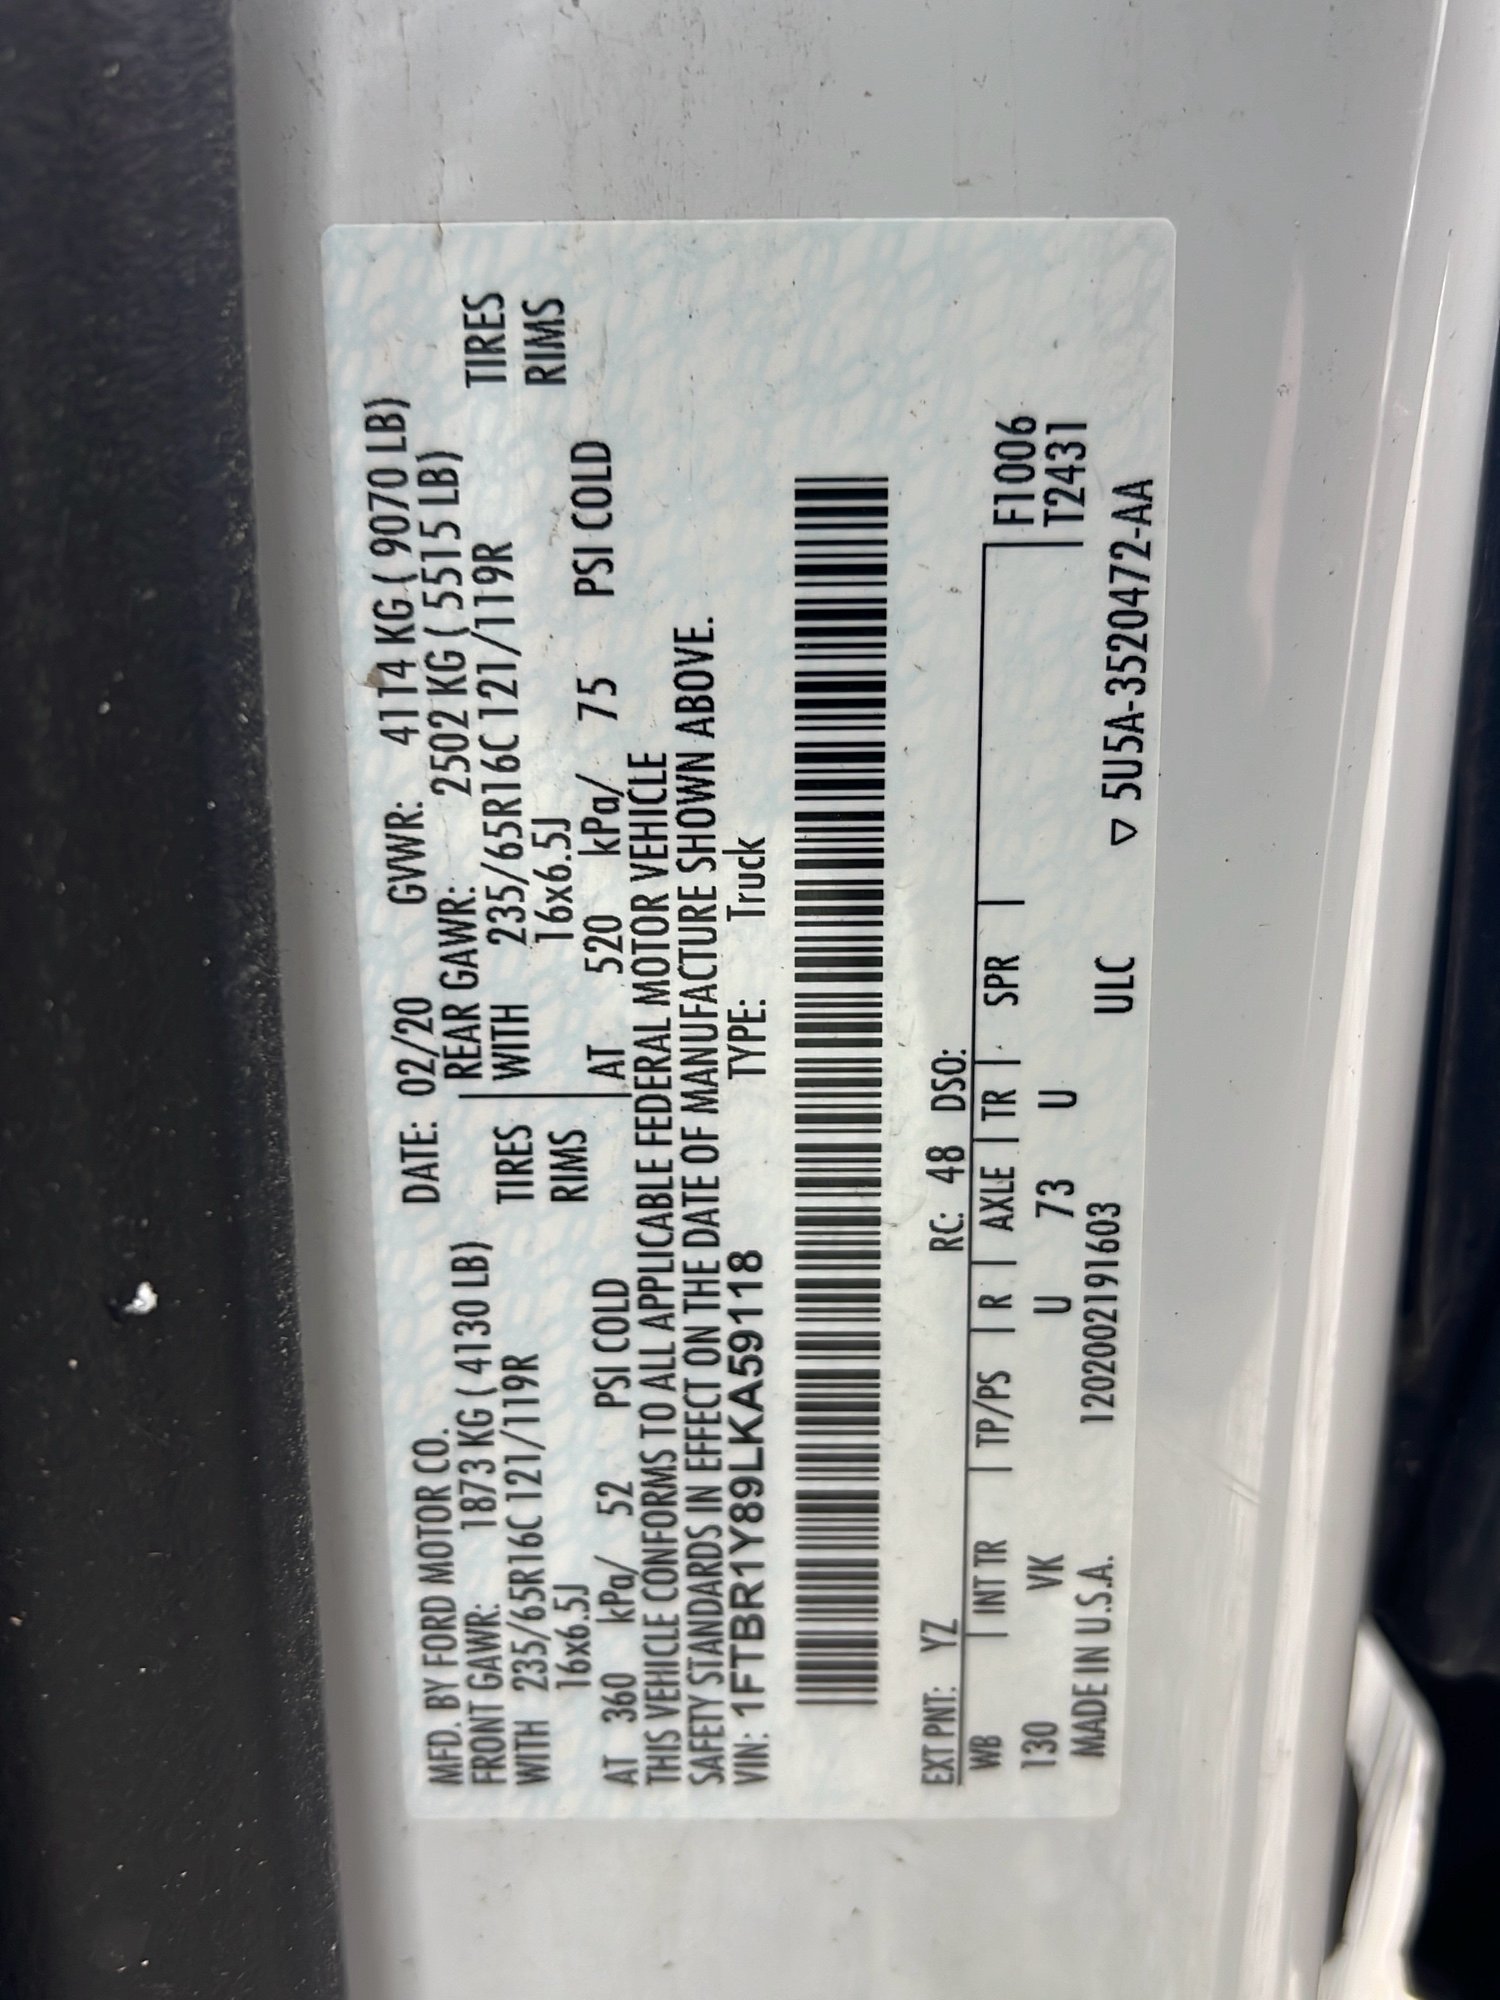 MFD. BY FORD MOTOR CO. DATE: 02/20 GVWR: 4114 KG ( 9070 LB)
FRONT GAWR: 1873 KG ( 4130 LB) REAR GAWR: 2502 KG ( 5515 LB)
WITH 235/65R16C 121/119R TIRES WITH 235/65R16C 121/119R TIRES
16x6.5J RIMS 16x6.5J RIMS
AT 360 kPa/ 52 PSI COLD AT 520 kPa/ 75 PSI COLD
THIS VEHICLE CONFORMS TO ALL APPLICABLE FEDERAL MOTOR VEHICLE
SAFETY STANDARDS IN EFFECT ON THE DATE OF MANUFACTURE SHOWN ABOVE.
VIN: 1FTBR1Y89LKA59118 TYPE: Truck
EXT PNT: YZ RC: 48 DSO:
WB INT TR TP/PS R AXLE TR SPR F1006
130 VK U 73 U T2431
MADE IN U.S.A. 1202002191603 ULC ▽ 5U5A-3520472-AA